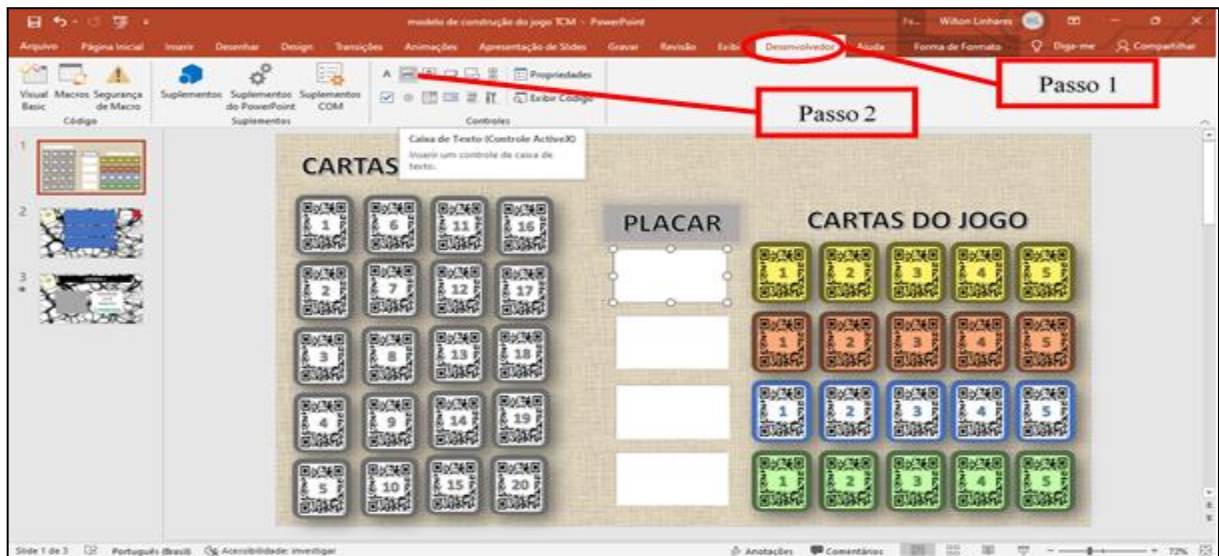 modelo de construção do jogo TCM - PowerPoint
Fe... Wilton Linhares
Arquivo Página Inicial Inserir Desenhar Design Transições Animações Apresentação de Slides Gravar Revisão Exibi Desenvolvedor Ajuda Forma de Formato Diga-me Compartilhar
Visual Basic Macros Segurança de Macro
Suplementos Suplementos do PowerPoint Suplementos COM
Propriedades
Exibir Código
Código Suplementos Controles
Passo 1
Passo 2
Caixa de Texto (Controle ActiveX)
Inserir um controle de caixa de texto.
1
2
3
CARTAS
PLACAR
CARTAS DO JOGO
1 6 11 16
2 7 12 17
3 8 13 18
4 9 14 19
5 10 15 20
1 2 3 4 5
1 2 3 4 5
1 2 3 4 5
1 2 3 4 5
Slide 1 de 3 Português (Brasil) Acessibilidade: investigar Anotações Comentários 72%